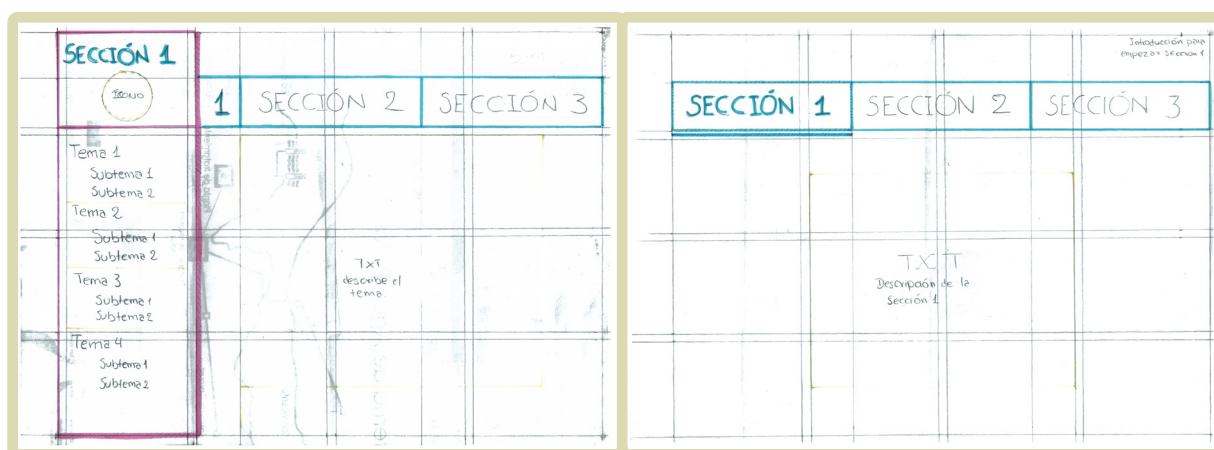 SECCIÓN 1
ICONO
1
SECCIÓN 2
SECCIÓN 3
Tema 1
Subtema 1
Subtema 2
Tema 2
Subtema 1
Subtema 2
Tema 3
Subtema 1
Subtema 2
Tema 4
Subtema 1
Subtema 2
TXT
describe el
tema
Introducción para
empezar Sección 1
SECCIÓN 1
SECCIÓN 2
SECCIÓN 3
TXT
Descripción de la
Sección 1